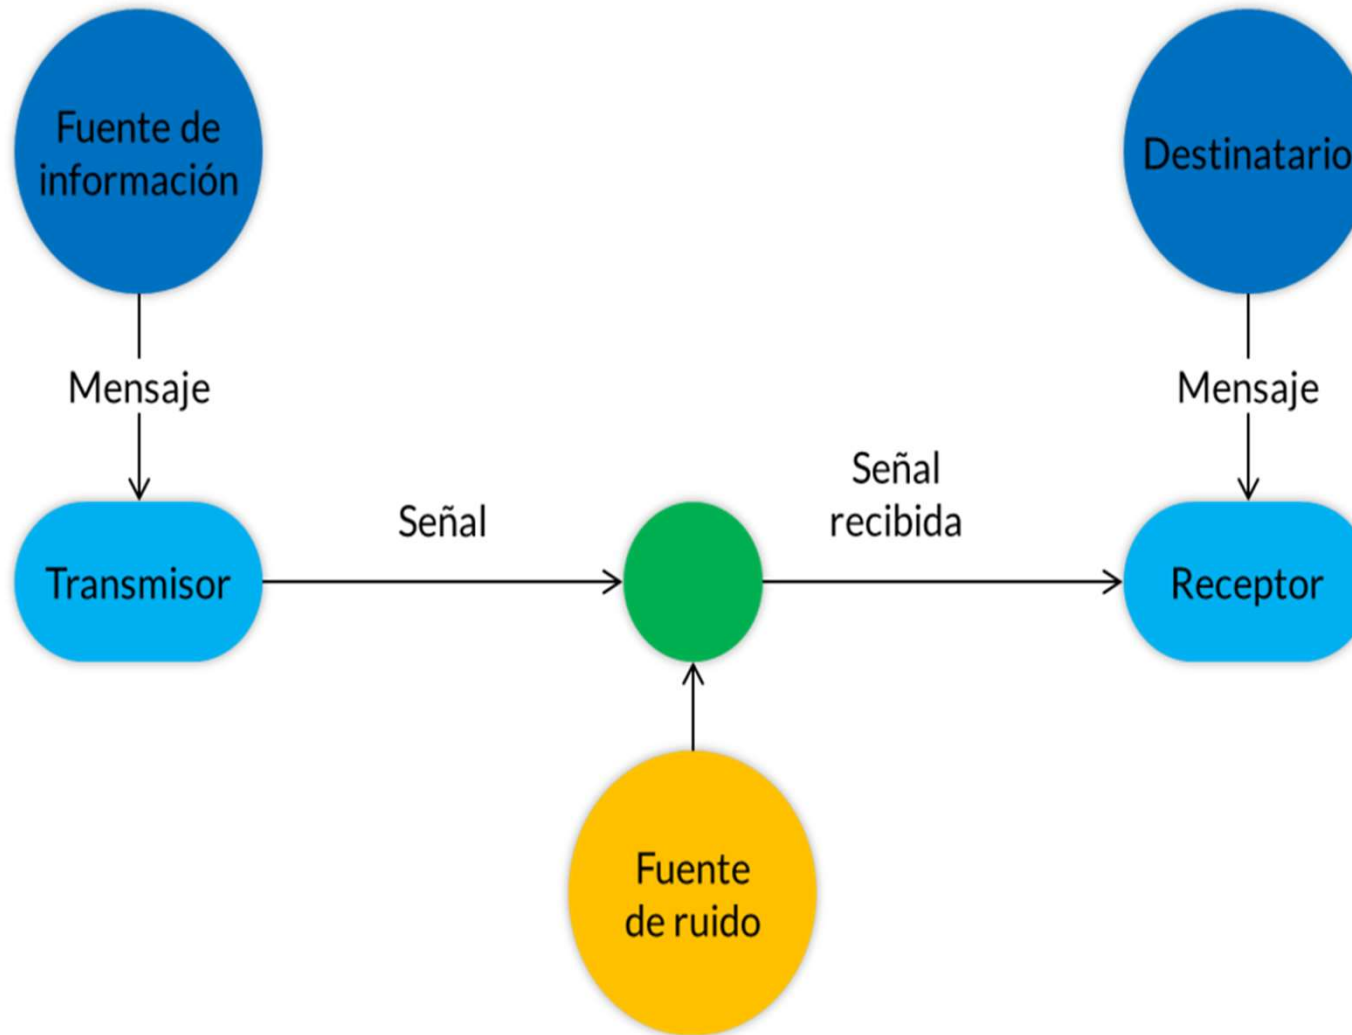 Fuente de
información
Destinatario
Mensaje
Mensaje
Señal
Señal
recibida
Transmisor
Receptor
Fuente
de ruido